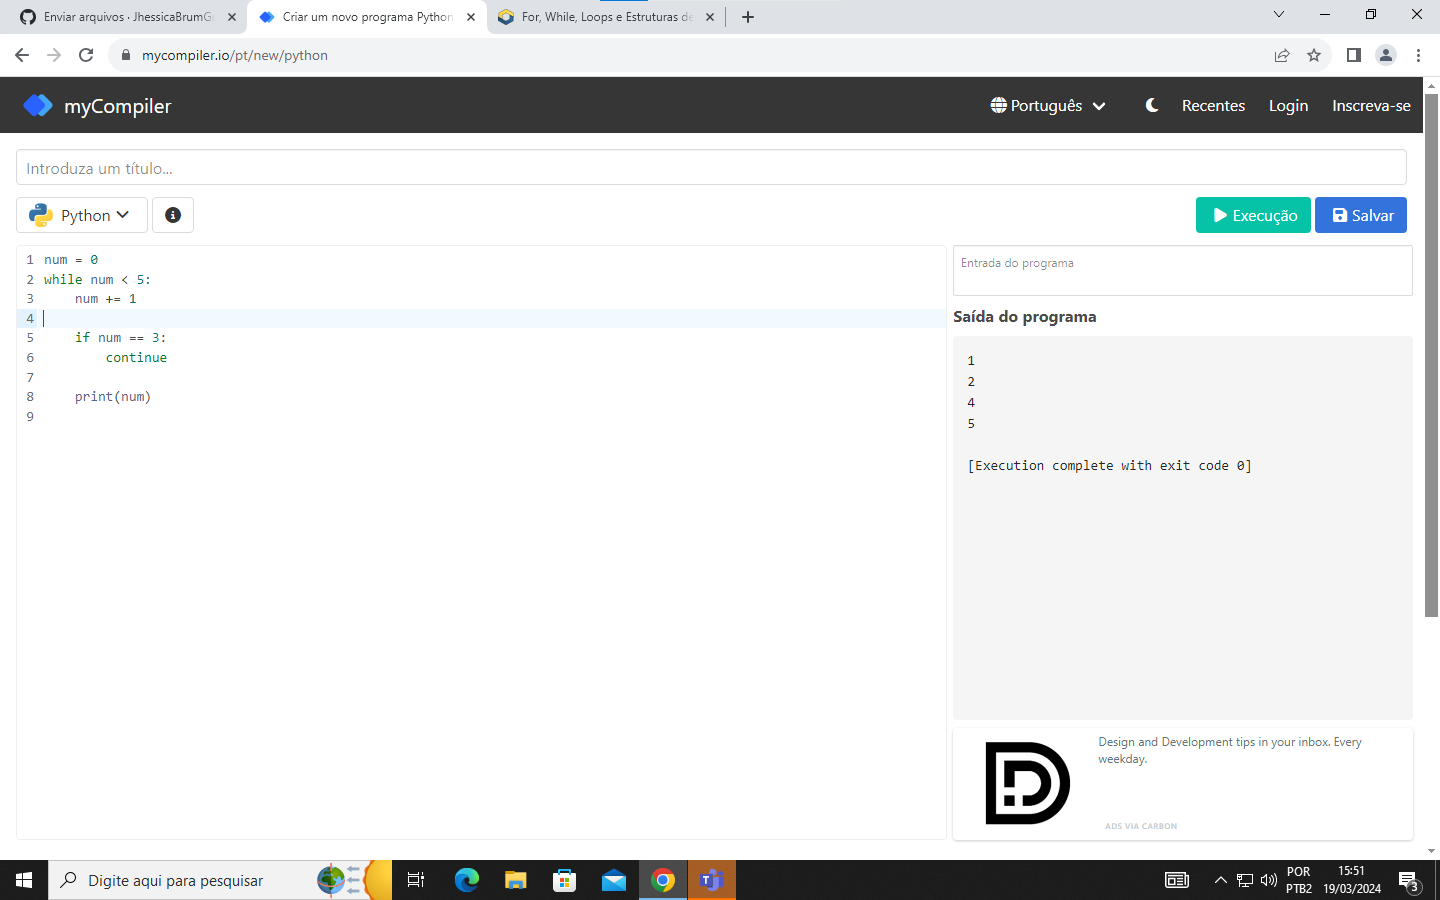 Enviar arquivos · JhessicaBrumG
Criar um novo programa Python
For, While, Loops e Estruturas de
mycompiler.io/pt/new/python
myCompiler
Português
Recentes
Login
Inscreva-se
Introduza um título...
Python
Execução
Salvar
1 num = 0
2 while num < 5:
3     num += 1
4
5     if num == 3:
6         continue
7
8     print(num)
9
Entrada do programa
Saída do programa
1
2
4
5
[Execution complete with exit code 0]
Design and Development tips in your inbox. Every
weekday.
ADS VIA CARBON
Digite aqui para pesquisar
POR
PTB2
15:51
19/03/2024
3